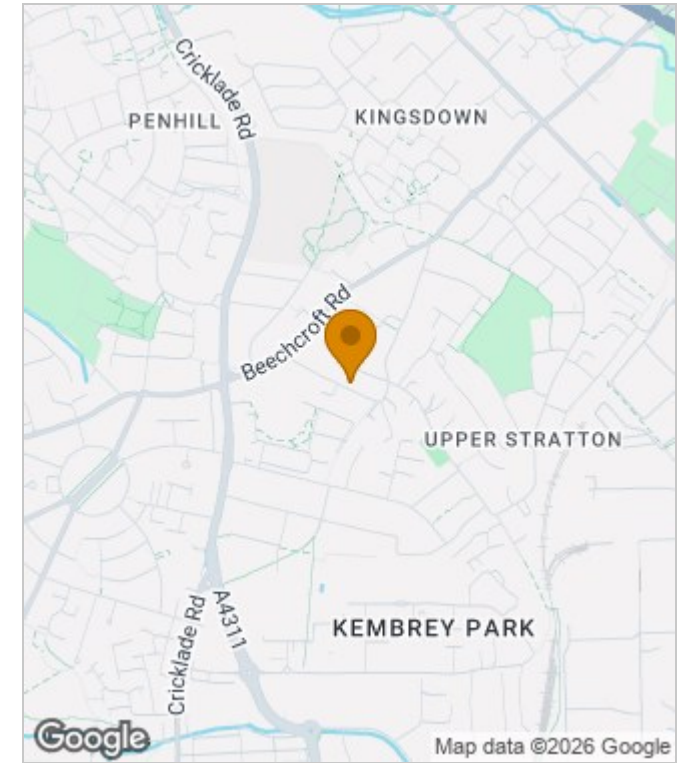 Cricklade Rd
PENHILL
KINGSDOWN
Beechcroft Rd
UPPER STRATTON
A4311
Cricklade Rd
KEMBREY PARK
Google
Map data ©2026 Google